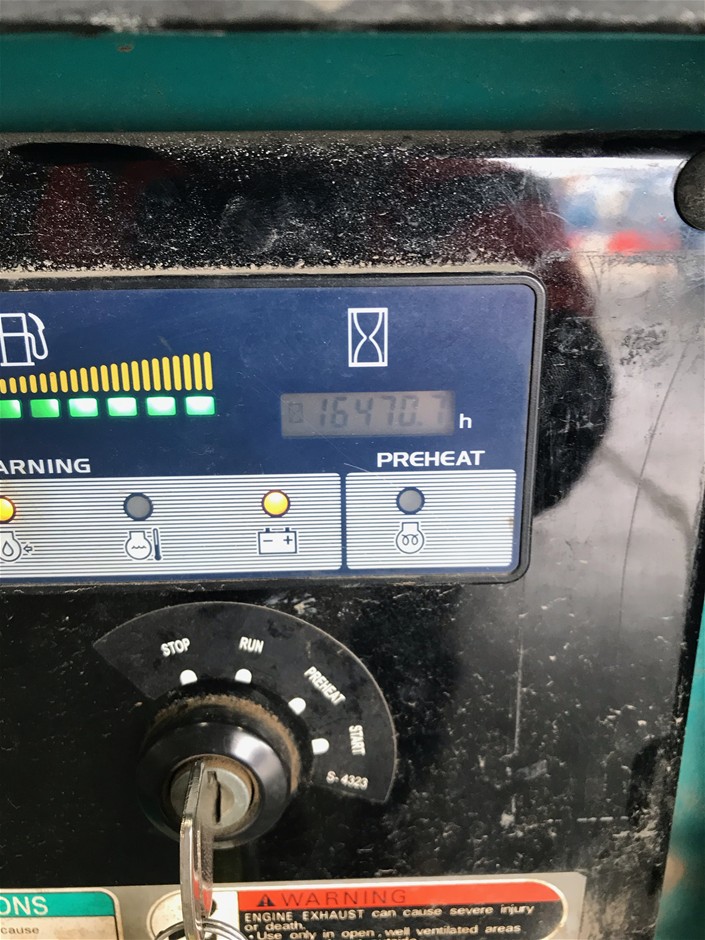 16470.7 h
ARNING
PREHEAT
- +
STOP
RUN
PREHEAT
START
S-4323
ONS
cause
WARNING
ENGINE EXHAUST can cause severe injury
or death.
• Use only in open, well ventilated areas